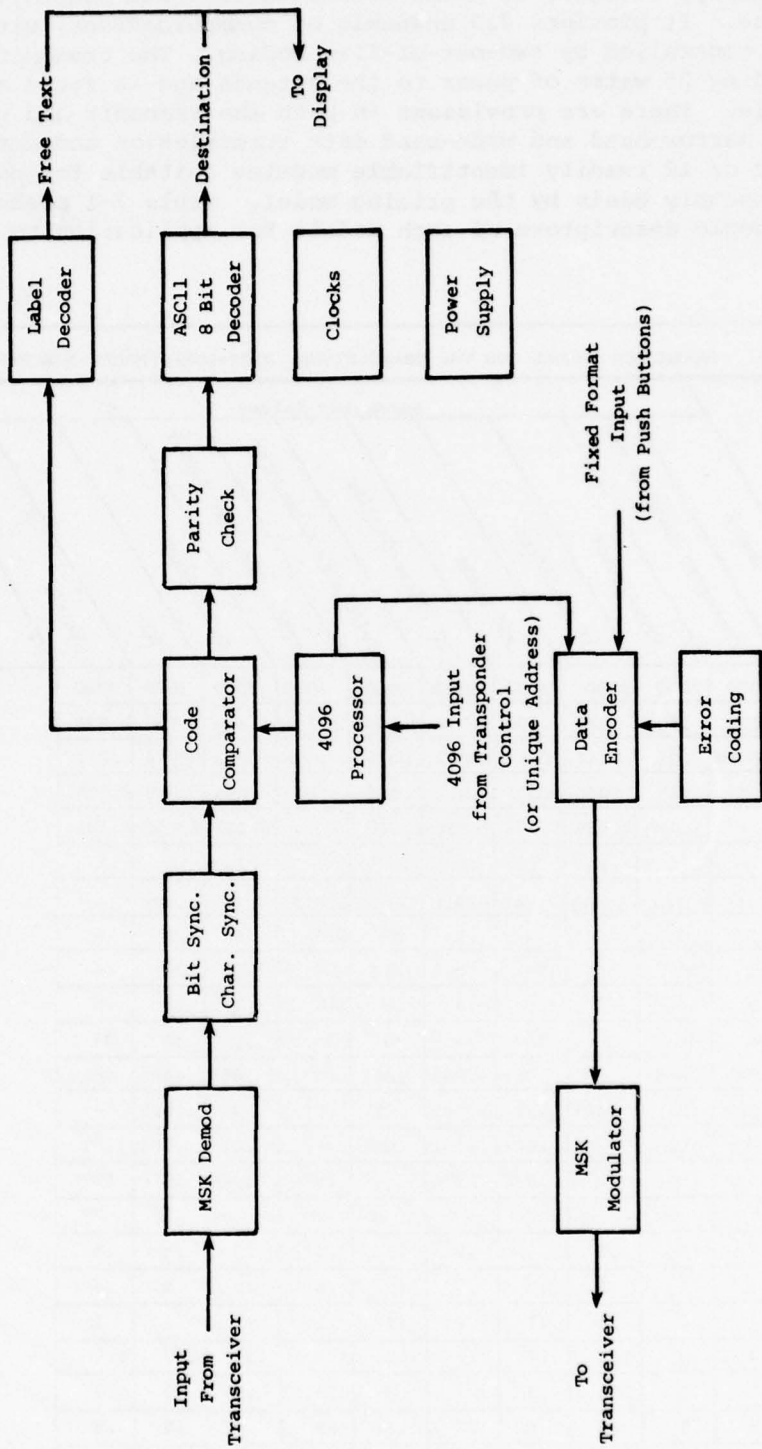 Input
From
Transceiver
MSK Demod
Bit Sync.
Char. Sync.
Code
Comparator
Parity
Check
Label
Decoder
Free Text
ASC11
8 Bit
Decoder
Destination
To
Display
Clocks
Power
Supply
4096
Processor
4096 Input
from Transponder
Control
(or Unique Address)
Fixed Format
Input
(from Push Buttons)
Data
Encoder
Error
Coding
MSK
Modulator
To
Transceiver